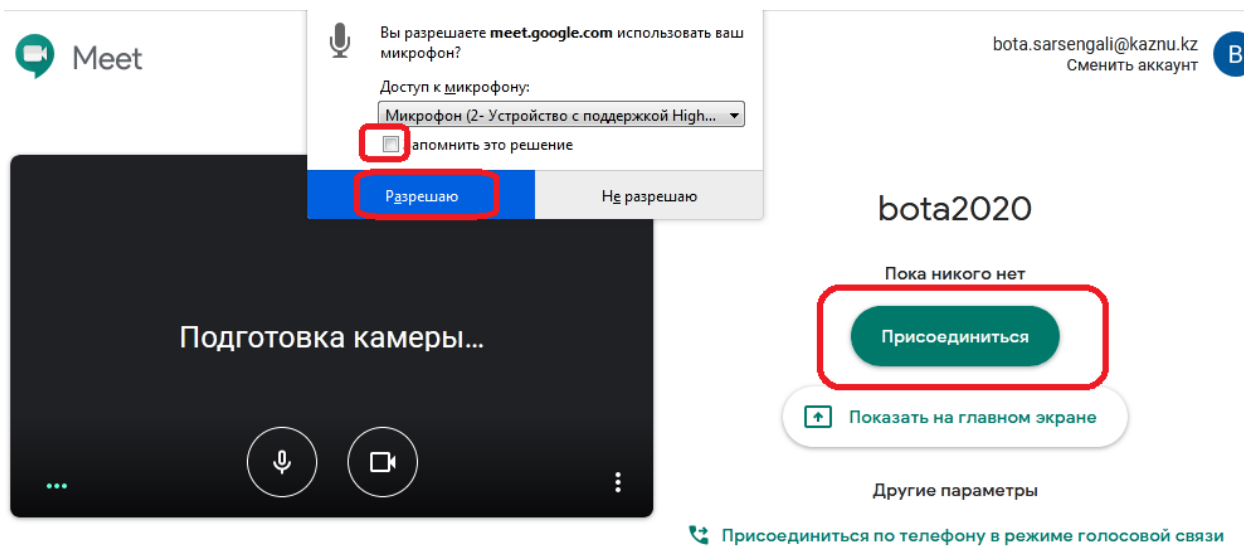 Meet
Вы разрешаете meet.google.com использовать ваш
микрофон?
Доступ к микрофону:
Микрофон (2- Устройство с поддержкой High...
апомнить это решение
Разрешаю
Не разрешаю
bota.sarsengali@kaznu.kz
Сменить аккаунт
B
Подготовка камеры...
bota2020
Пока никого нет
Присоединиться
Показать на главном экране
Другие параметры
Присоединиться по телефону в режиме голосовой связи